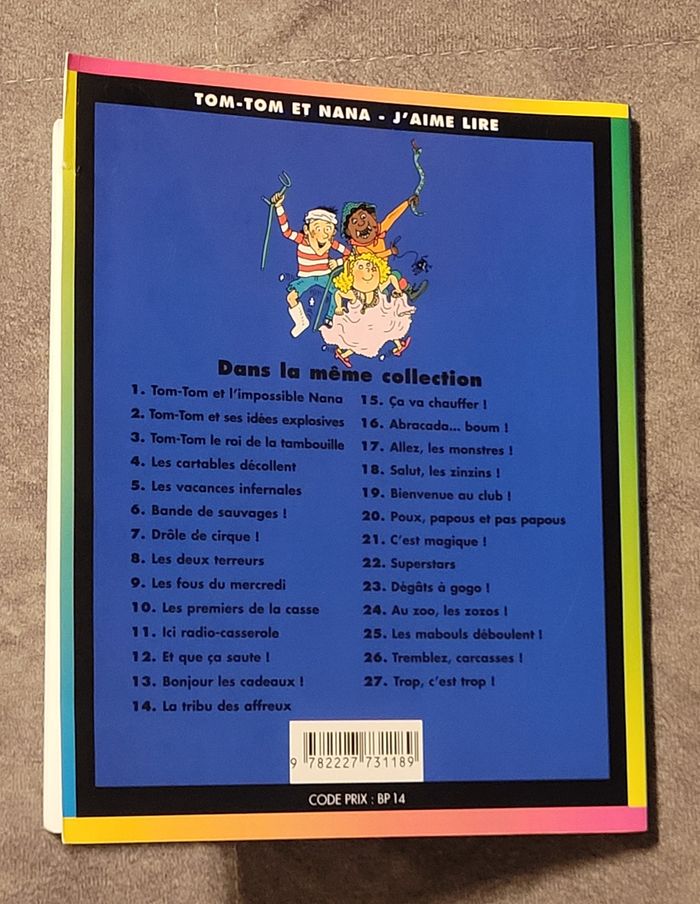 TOM-TOM ET NANA - J'AIME LIRE
Dans la même collection
1. Tom-Tom et l'impossible Nana
2. Tom-Tom et ses idées explosives
3. Tom-Tom le roi de la tambouille
4. Les cartables décollent
5. Les vacances infernales
6. Bande de sauvages !
7. Drôle de cirque !
8. Les deux terreurs
9. Les fous du mercredi
10. Les premiers de la casse
11. Ici radio-casserole
12. Et que ça saute !
13. Bonjour les cadeaux !
14. La tribu des affreux
15. Ça va chauffer !
16. Abracada... boum !
17. Allez, les monstres !
18. Salut, les zinzins !
19. Bienvenue au club !
20. Poux, papous et pas papous
21. C'est magique !
22. Superstars
23. Dégâts à gogo !
24. Au zoo, les zozos !
25. Les mabouls déboulent !
26. Tremblez, carcasses !
27. Trop, c'est trop !
9 782227 731189
CODE PRIX : BP 14